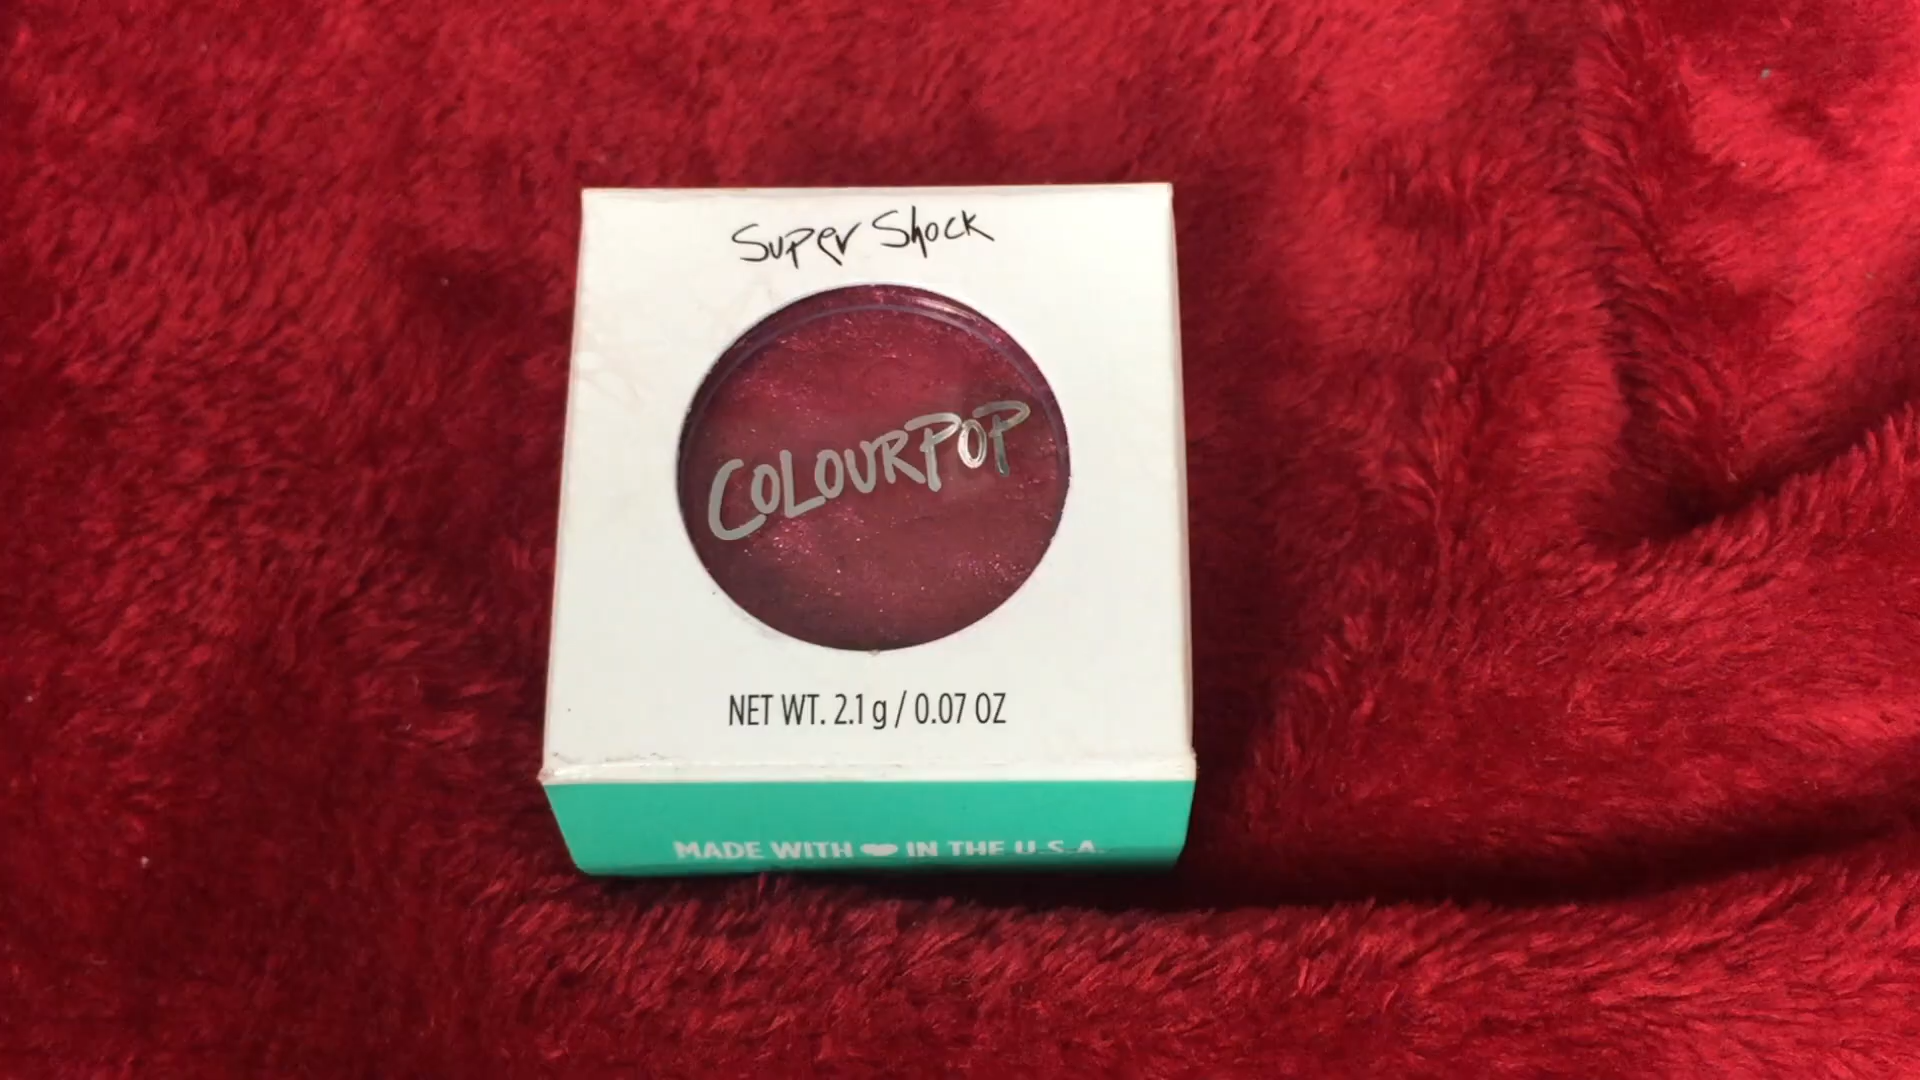 Super Shock
COLOURPOP
NET WT. 2.1 g / 0.07 OZ
MADE WITH ♥ IN THE U.S.A.